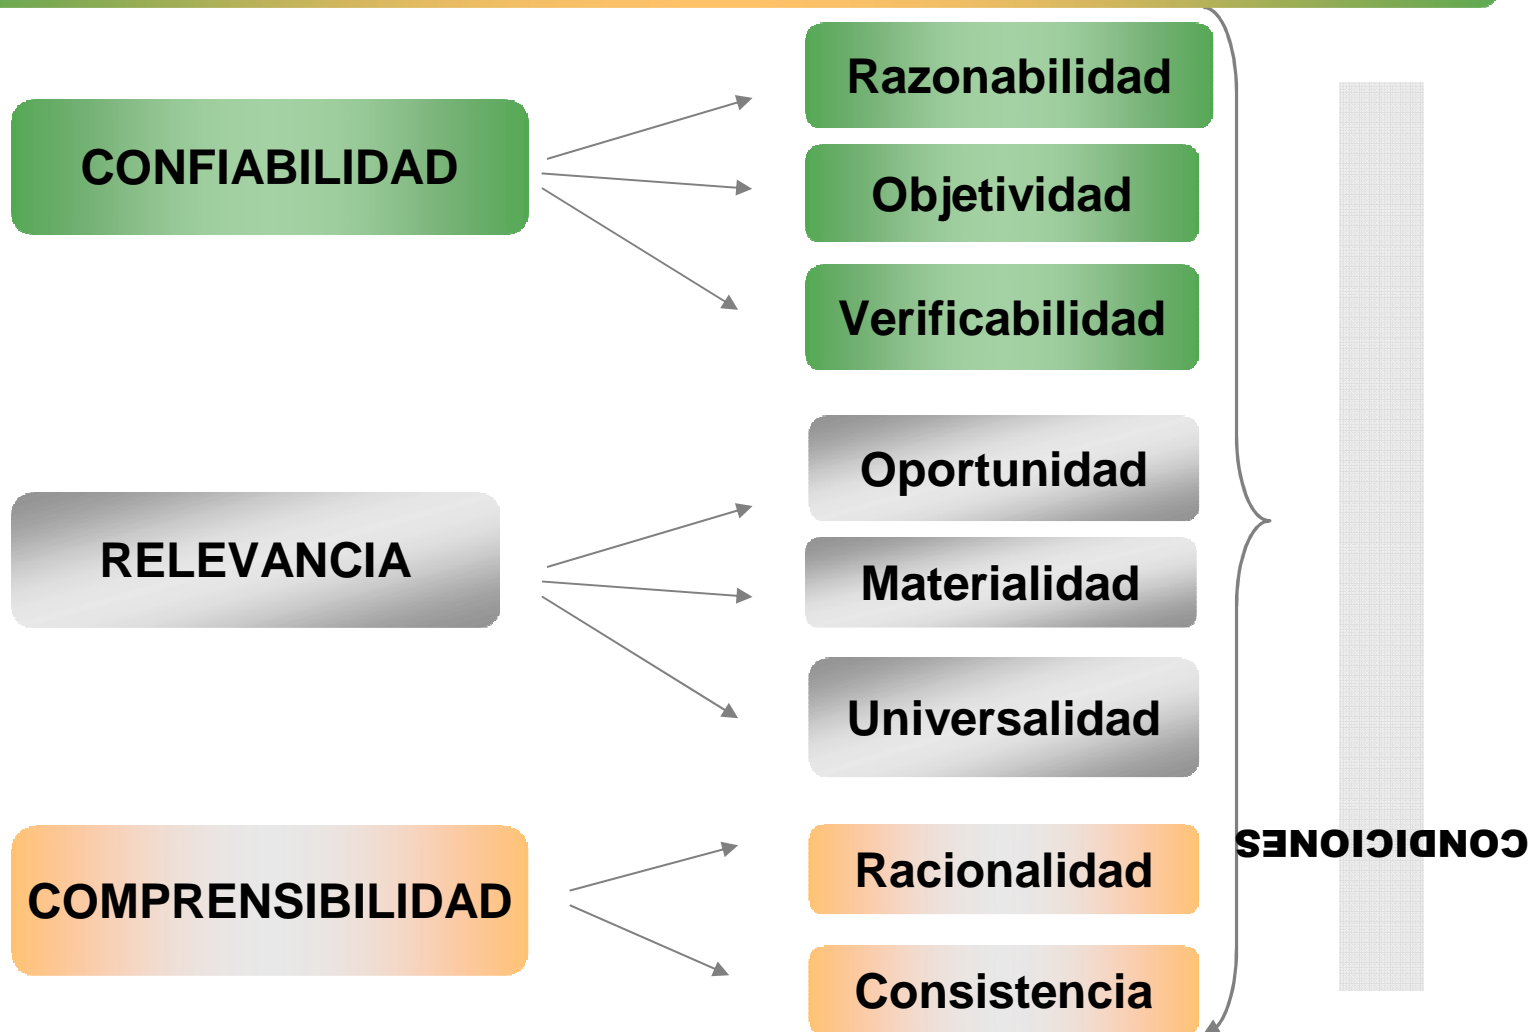 CONFIABILIDAD
Razonabilidad
Objetividad
Verificabilidad
RELEVANCIA
Oportunidad
Materialidad
Universalidad
COMPRENSIBILIDAD
Racionalidad
Consistencia
CONDICIONES